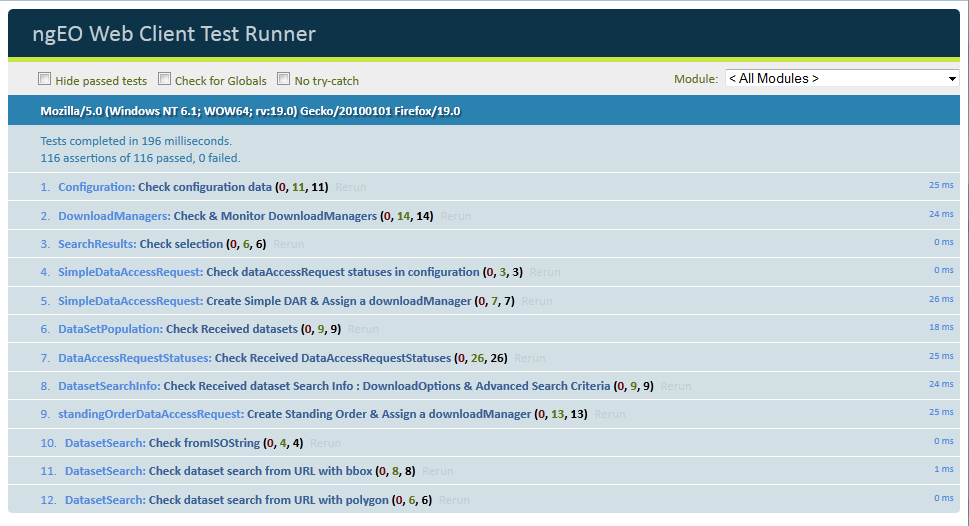 ngEO Web Client Test Runner
Hide passed tests Check for Globals No try-catch Module: < All Modules >
Mozilla/5.0 (Windows NT 6.1; WOW64; rv:19.0) Gecko/20100101 Firefox/19.0
Tests completed in 196 milliseconds.
116 assertions of 116 passed, 0 failed.
1. Configuration: Check configuration data (0, 11, 11) Rerun 25 ms
2. DownloadManagers: Check & Monitor DownloadManagers (0, 14, 14) Rerun 24 ms
3. SearchResults: Check selection (0, 6, 6) Rerun 0 ms
4. SimpleDataAccessRequest: Check dataAccessRequest statuses in configuration (0, 3, 3) Rerun 0 ms
5. SimpleDataAccessRequest: Create Simple DAR & Assign a downloadManager (0, 7, 7) Rerun 26 ms
6. DataSetPopulation: Check Received datasets (0, 9, 9) Rerun 18 ms
7. DataAccessRequestStatuses: Check Received DataAccessRequestStatuses (0, 26, 26) Rerun 25 ms
8. DatasetSearchInfo: Check Received dataset Search Info : DownloadOptions & Advanced Search Criteria (0, 9, 9) Rerun 24 ms
9. standingOrderDataAccessRequest: Create Standing Order & Assign a downloadManager (0, 13, 13) Rerun 25 ms
10. DatasetSearch: Check fromISOString (0, 4, 4) Rerun 0 ms
11. DatasetSearch: Check dataset search from URL with bbox (0, 8, 8) Rerun 1 ms
12. DatasetSearch: Check dataset search from URL with polygon (0, 6, 6) Rerun 0 ms